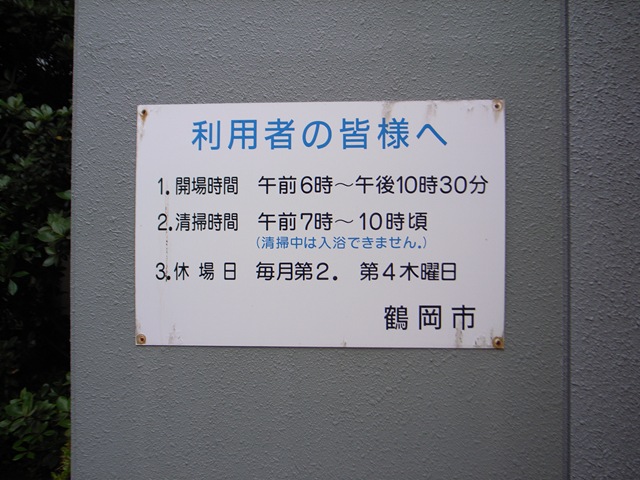 利用者の皆様へ
1.開場時間 午前6時～午後10時30分
2.清掃時間 午前7時～10時頃
(清掃中は入浴できません。)
3.休場日 毎月第2. 第4木曜日
鶴岡市